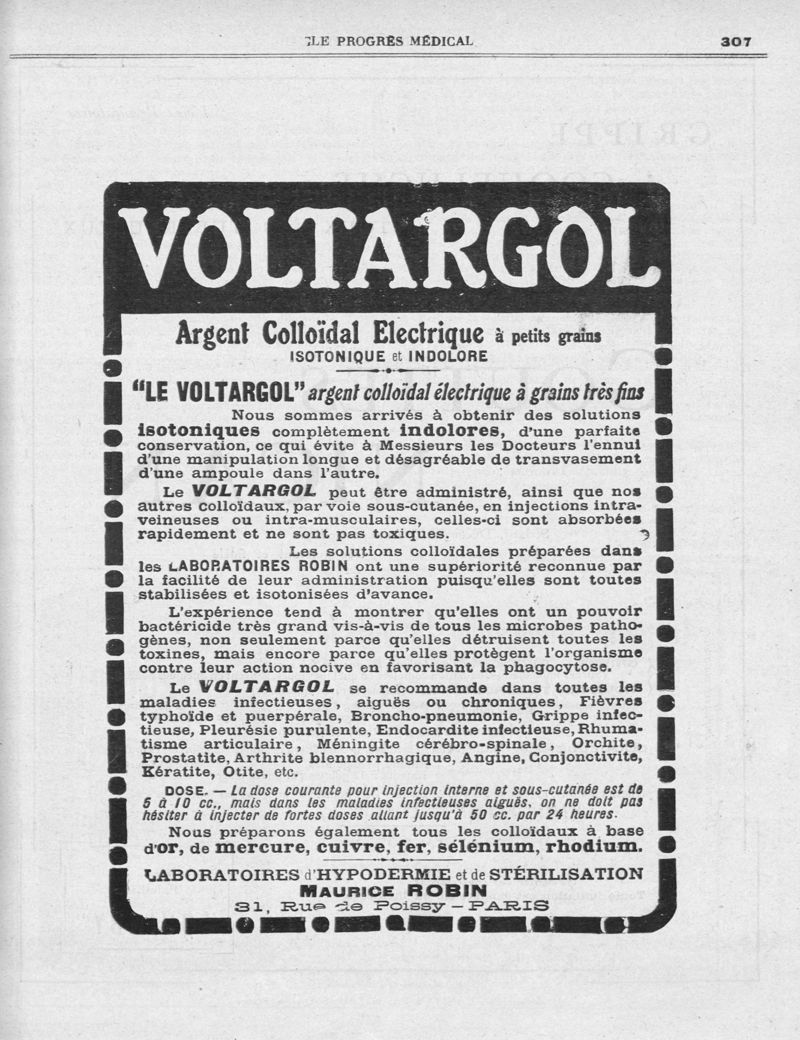 LE PROGRÈS MÉDICAL
307
VOLTARGOL
Argent Colloïdal Electrique à petits grains
ISOTONIQUE et INDOLORE
"LE VOLTARGOL" argent colloïdal électrique à grains très fins
Nous sommes arrivés à obtenir des solutions
isotoniques complètement indolores, d'une parfaite
conservation, ce qui évite à Messieurs les Docteurs l'ennui
d'une manipulation longue et désagréable de transvasement
d'une ampoule dans l'autre.
Le VOLTARGOL peut être administré, ainsi que nos
autres colloïdaux, par voie sous-cutanée, en injections intra-
veineuses ou intra-musculaires, celles-ci sont absorbées
rapidement et ne sont pas toxiques.
Les solutions colloïdales préparées dans
les LABORATOIRES ROBIN ont une supériorité reconnue par
la facilité de leur administration puisqu'elles sont toutes
stabilisées et isotonisées d'avance.
L'expérience tend à montrer qu'elles ont un pouvoir
bactéricide très grand vis-à-vis de tous les microbes patho-
gènes, non seulement parce qu'elles détruisent toutes les
toxines, mais encore parce qu'elles protègent l'organisme
contre leur action nocive en favorisant la phagocytose.
Le VOLTARGOL se recommande dans toutes les
maladies infectieuses, aiguës ou chroniques, Fièvres
typhoïde et puerpérale, Broncho-pneumonie, Grippe infec-
tieuse, Pleurésie purulente, Endocardite infectieuse, Rhuma-
tisme articulaire, Méningite cérébro-spinale, Orchite,
Prostatite, Arthrite blennorrhagique, Angine, Conjonctivite,
Kératite, Otite, etc.
DOSE. — La dose courante pour injection interne et sous-cutanée est de
5 à 10 cc., mais dans les maladies infectieuses aiguës, on ne doit pas
hésiter à injecter de fortes doses allant jusqu'à 50 cc. par 24 heures.
Nous préparons également tous les colloïdaux à base
d'or, de mercure, cuivre, fer, sélénium, rhodium.
LABORATOIRES d'HYPODERMIE et de STÉRILISATION
MAURICE ROBIN
31, Rue de Poissy — PARIS